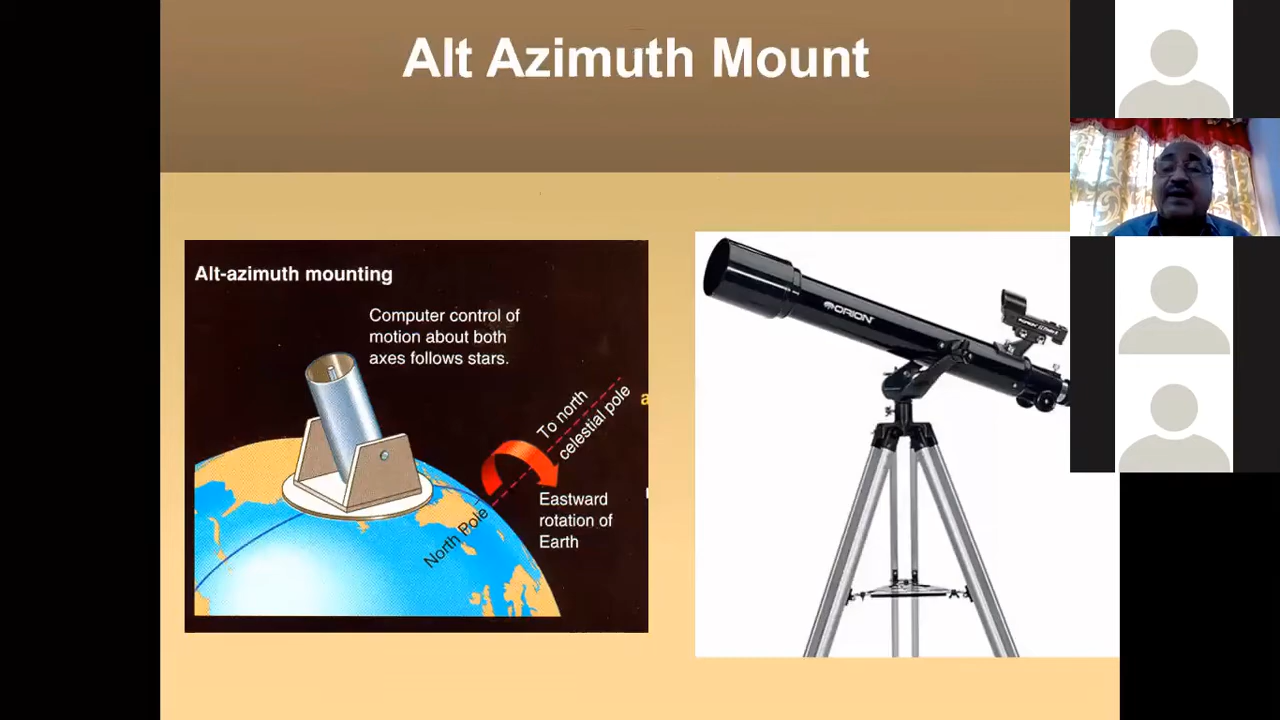 Alt Azimuth Mount
Alt-azimuth mounting
Computer control of
motion about both
axes follows stars.
To north
celestial pole
Eastward
rotation of
Earth
North Pole
ORION